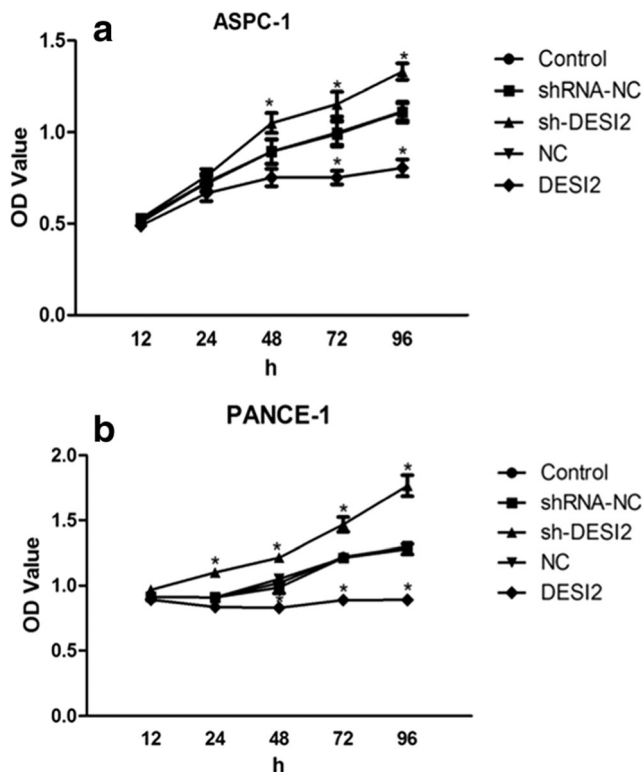 a
ASPC-1
OD Value
1.5
1.0
0.5
0.0
* * *
* *
12 24 48 72 96
h
Control
shRNA-NC
sh-DESI2
NC
DESI2
b
PANCE-1
OD Value
2.0
1.5
1.0
0.5
0.0
* * * *
* * *
12 24 48 72 96
h
Control
shRNA-NC
sh-DESI2
NC
DESI2